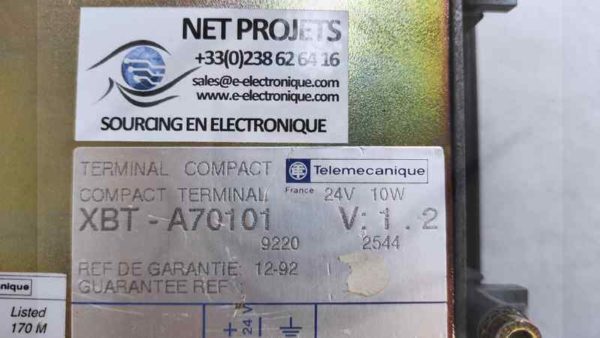 NET PROJETS
+33(0)238 62 64 16
sales@e-electronique.com
www.e-electronique.com
SOURCING EN ELECTRONIQUE
TERMINAL COMPACT Telemecanique
COMPACT TERMINAL France 24V 10W
XBT - A70101 V: 1 . 2
9220 2544
REF DE GARANTIE: 12-92
GUARANTEE REF :
nique
Listed
170 M
+ 24 V